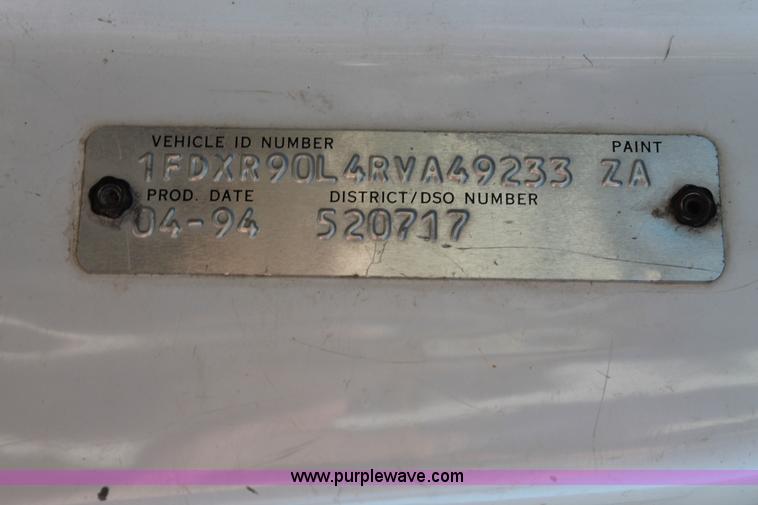 VEHICLE ID NUMBER PAINT
1FDXR90L4RVA49233 ZA
PROD. DATE DISTRICT/DSO NUMBER
04-94 520717
www.purplewave.com